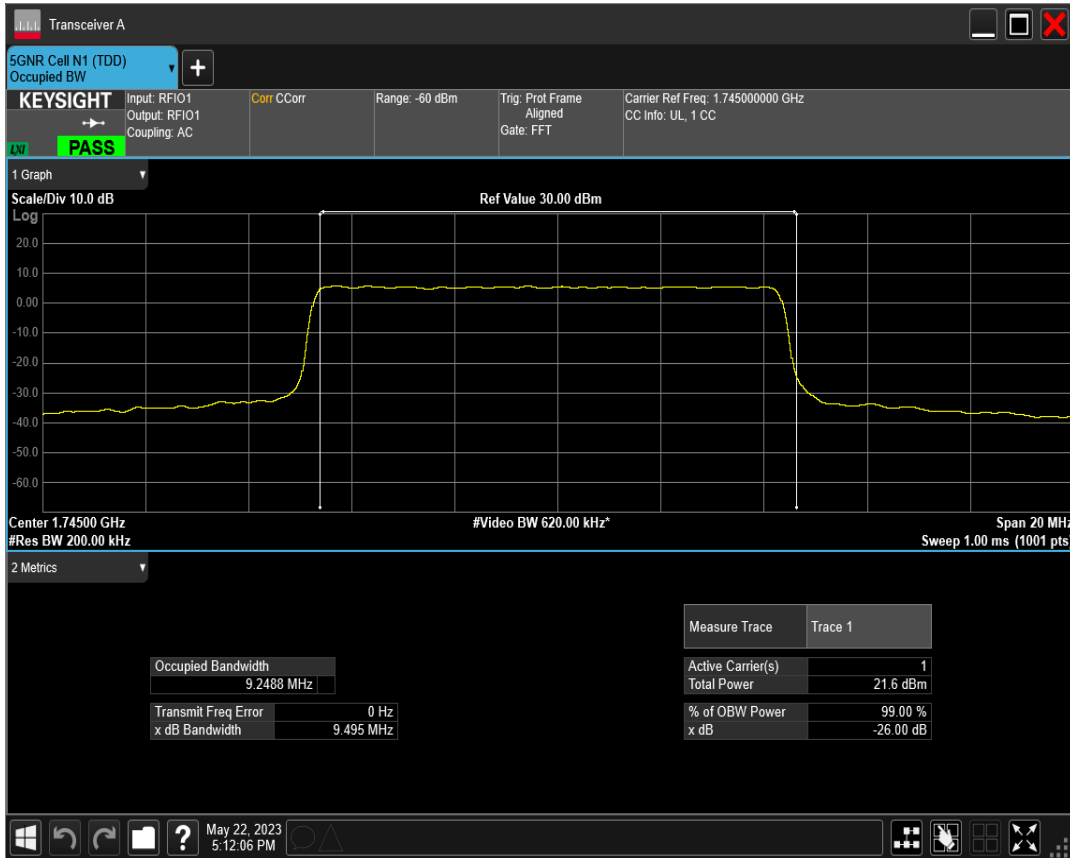 Transceiver A
5GNR Cell N1 (TDD)
Occupied BW
+
KEYSIGHT
Input: RFIO1
Output: RFIO1
Coupling: AC
Corr CCorr
Range: -60 dBm
Trig: Prot Frame
Aligned
Gate: FFT
Carrier Ref Freq: 1.745000000 GHz
CC Info: UL, 1 CC
LXI
PASS
1 Graph
Scale/Div 10.0 dB
Ref Value 30.00 dBm
Log
20.0
10.0
0.00
-10.0
-20.0
-30.0
-40.0
-50.0
-60.0
Center 1.74500 GHz
#Video BW 620.00 kHz*
Span 20 MHz
#Res BW 200.00 kHz
Sweep 1.00 ms (1001 pts)
2 Metrics
Measure Trace Trace 1
Occupied Bandwidth
9.2488 MHz
Active Carrier(s) 1
Total Power 21.6 dBm
Transmit Freq Error 0 Hz
x dB Bandwidth 9.495 MHz
% of OBW Power 99.00 %
x dB -26.00 dB
?
May 22, 2023
5:12:06 PM